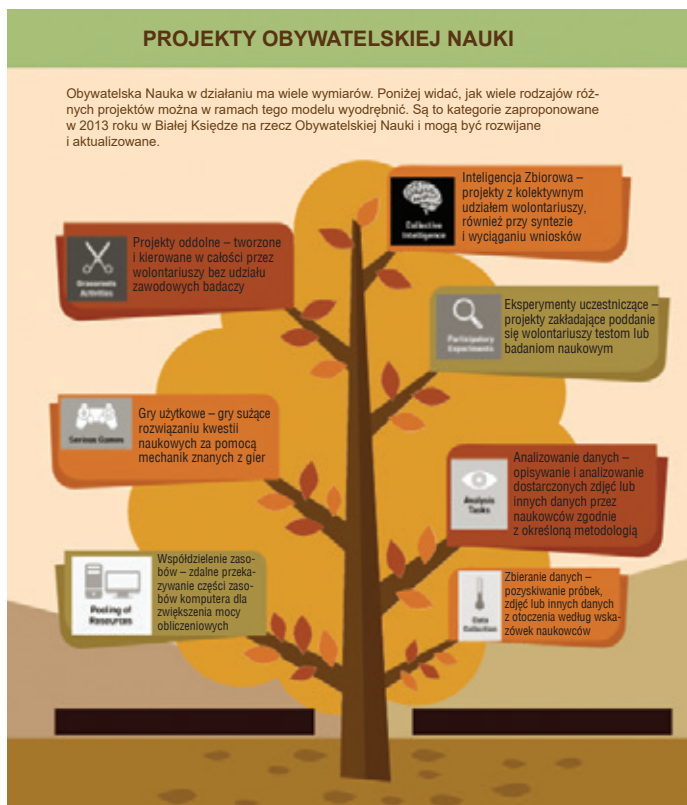 PROJEKTY OBYWATELSKIEJ NAUKI
Obywatelska Nauka w działaniu ma wiele wymiarów. Poniżej widać, jak wiele rodzajów róż-
nych projektów można w ramach tego modelu wyodrębnić. Są to kategorie zaproponowane
w 2013 roku w Białej Księdze na rzecz Obywatelskiej Nauki i mogą być rozwijane
i aktualizowane.
Collective
Intelligence
Inteligencja Zbiorowa –
projekty z kolektywnym
udziałem wolontariuszy,
również przy syntezie
i wyciąganiu wniosków
Grassroots
Activities
Projekty oddolne – tworzone
i kierowane w całości przez
wolontariuszy bez udziału
zawodowych badaczy
Participatory
Experiments
Eksperymenty uczestniczące –
projekty zakładające poddanie
się wolontariuszy testom lub
badaniom naukowym
Serious Games
Gry użytkowe – gry sużące
rozwiązaniu kwestii
naukowych za pomocą
mechanik znanych z gier
Analysis
Tasks
Analizowanie danych –
opisywanie i analizowanie
dostarczonych zdjęć lub
innych danych przez
naukowców zgodnie
z określoną metodologią
Pooling of
Resources
Współdzielenie zaso-
bów – zdalne przeka-
zywanie części zaso-
bów komputera dla
zwiększenia mocy
obliczeniowych
Data
Collection
Zbieranie danych –
pozyskiwanie próbek,
zdjęć lub innych danych
z otoczenia według wska-
zówek naukowców